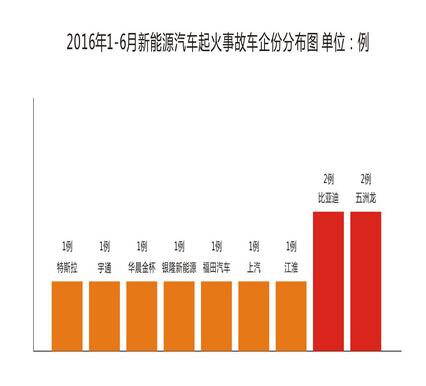 2016年1-6月新能源汽车起火事故车企份分布图 单位：例
2例
2例
比亚迪
五洲龙
1例
1例
1例
1例
1例
1例
1例
特斯拉
宇通
华晨金杯
银隆新能源
福田汽车
上汽
江淮